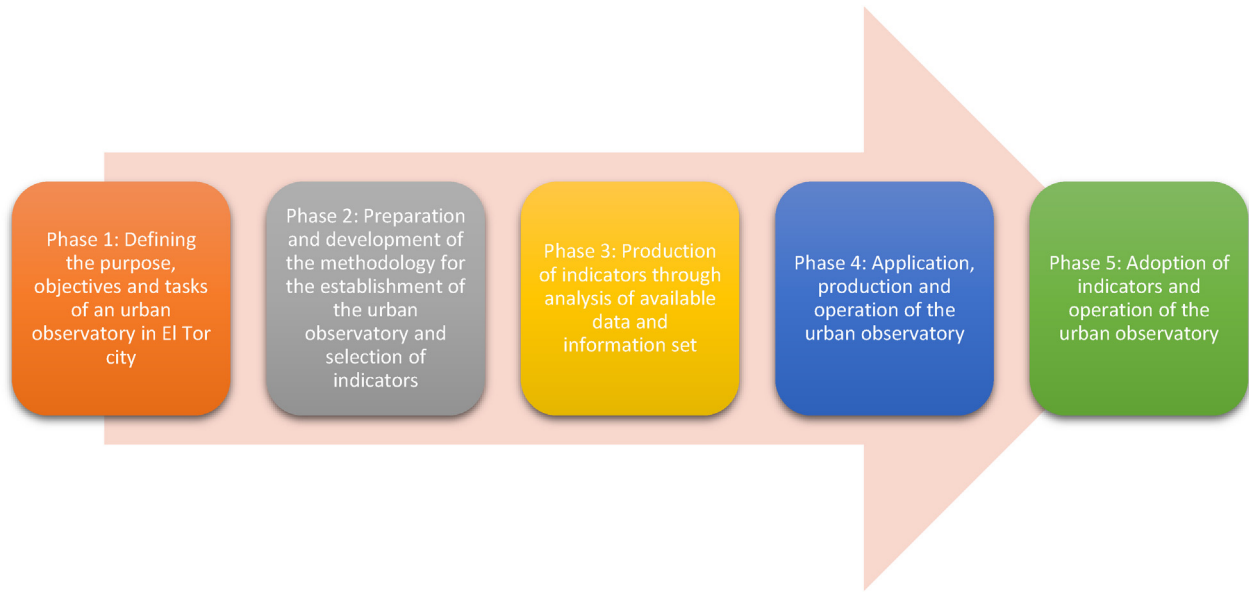 Phase 1: Defining
the purpose,
objectives and tasks
of an urban
observatory in El Tor
city
Phase 2: Preparation
and development of
the methodology for
the establishment of
the urban
observatory and
selection of
indicators
Phase 3: Production
of indicators through
analysis of available
data and
information set
Phase 4: Application,
production and
operation of the
urban observatory
Phase 5: Adoption of
indicators and
operation of the
urban observatory